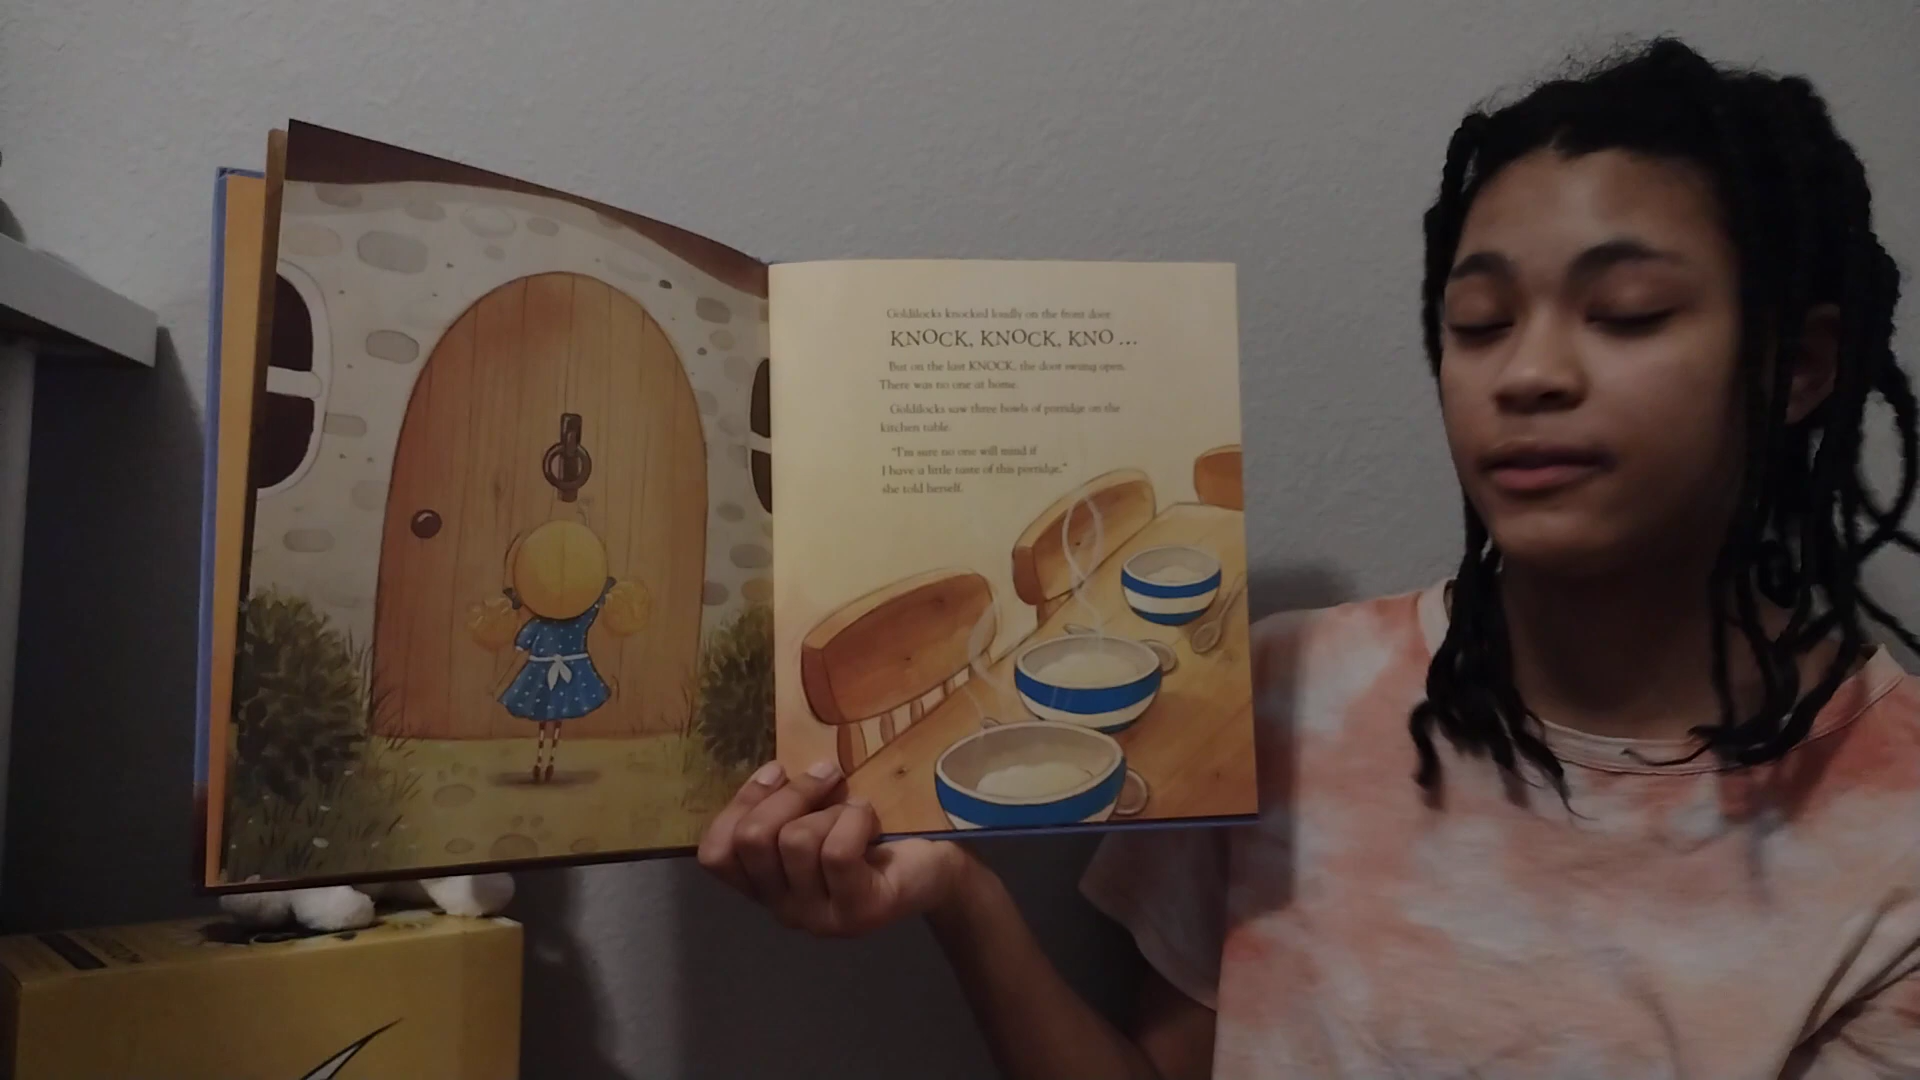 Goldilocks knocked loudly on the front door.
KNOCK, KNOCK, KNO ...
But on the last KNOCK, the door swung open.
There was no one at home.
Goldilocks saw three bowls of porridge on the
kitchen table.
"I'm sure no one will mind if
I have a little taste of this porridge,"
she told herself.